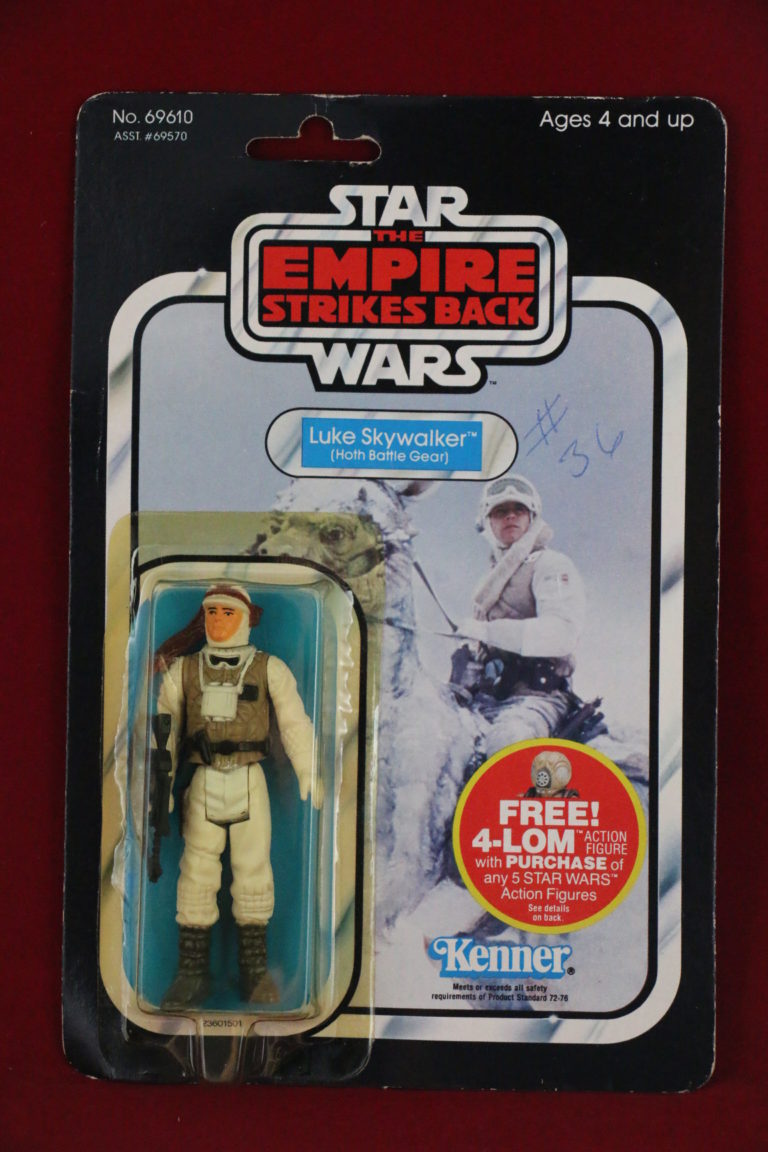 No. 69610
ASST. #69570
Ages 4 and up
STAR
THE
EMPIRE
STRIKES BACK
WARS™
Luke Skywalker™
(Hoth Battle Gear)
#
36
FREE!
4-LOM™ ACTION
FIGURE
with PURCHASE of
any 5 STAR WARS™
Action Figures
See details
on back.
Kenner®
Meets or exceeds all safety
requirements of Product Standard 72-76
23601501